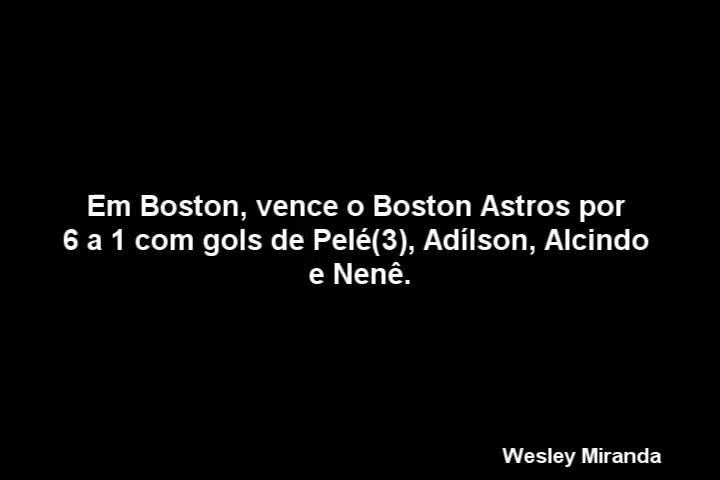 Em Boston, vence o Boston Astros por
6 a 1 com gols de Pelé(3), Adílson, Alcindo
e Nenê.
Wesley Miranda